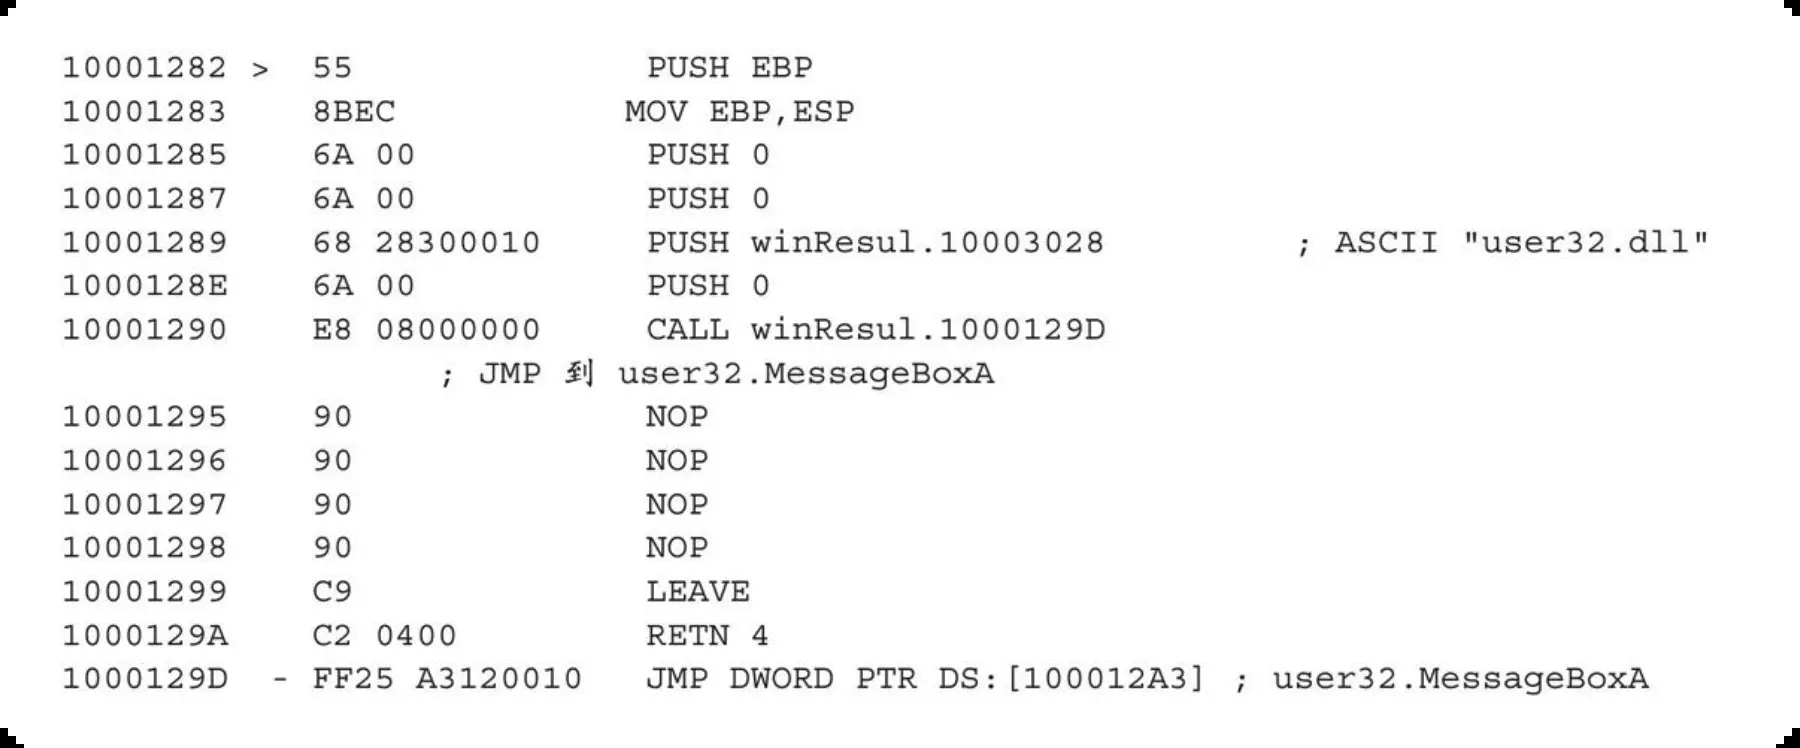 10001282 > 55 PUSH EBP
10001283 8BEC MOV EBP,ESP
10001285 6A 00 PUSH 0
10001287 6A 00 PUSH 0
10001289 68 28300010 PUSH winResul.10003028 ; ASCII "user32.dll"
1000128E 6A 00 PUSH 0
10001290 E8 08000000 CALL winResul.1000129D
; JMP 到 user32.MessageBoxA
10001295 90 NOP
10001296 90 NOP
10001297 90 NOP
10001298 90 NOP
10001299 C9 LEAVE
1000129A C2 0400 RETN 4
1000129D - FF25 A3120010 JMP DWORD PTR DS:[100012A3] ; user32.MessageBoxA